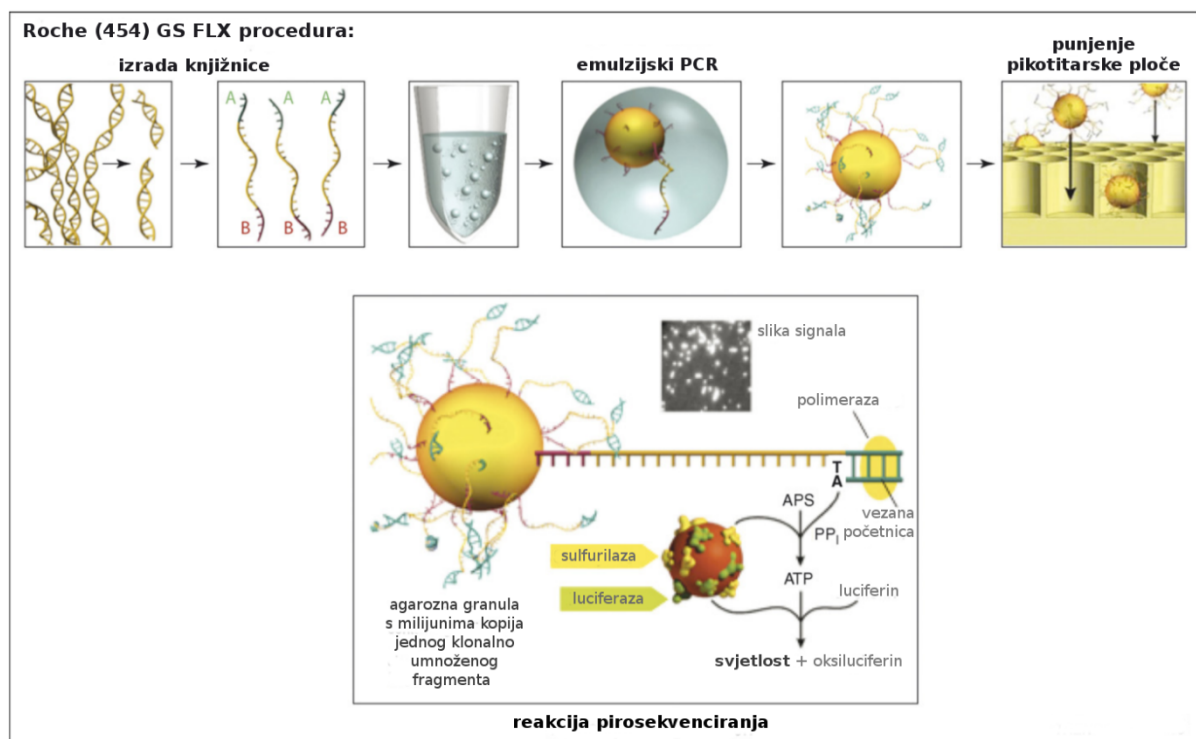 Roche (454) GS FLX procedura:
izrada knjižnice
emulzijski PCR
punjenje
pikotitarske ploče
A A A
B B B
slika signala
polimeraza
T
A
APS
PPi
vezana
početnica
sulfurilaza
luciferaza
ATP
luciferin
agarozna granula
s milijunima kopija
jednog klonalno
umnoženog
fragmenta
svjetlost + oksiluciferin
reakcija pirosekvenciranja